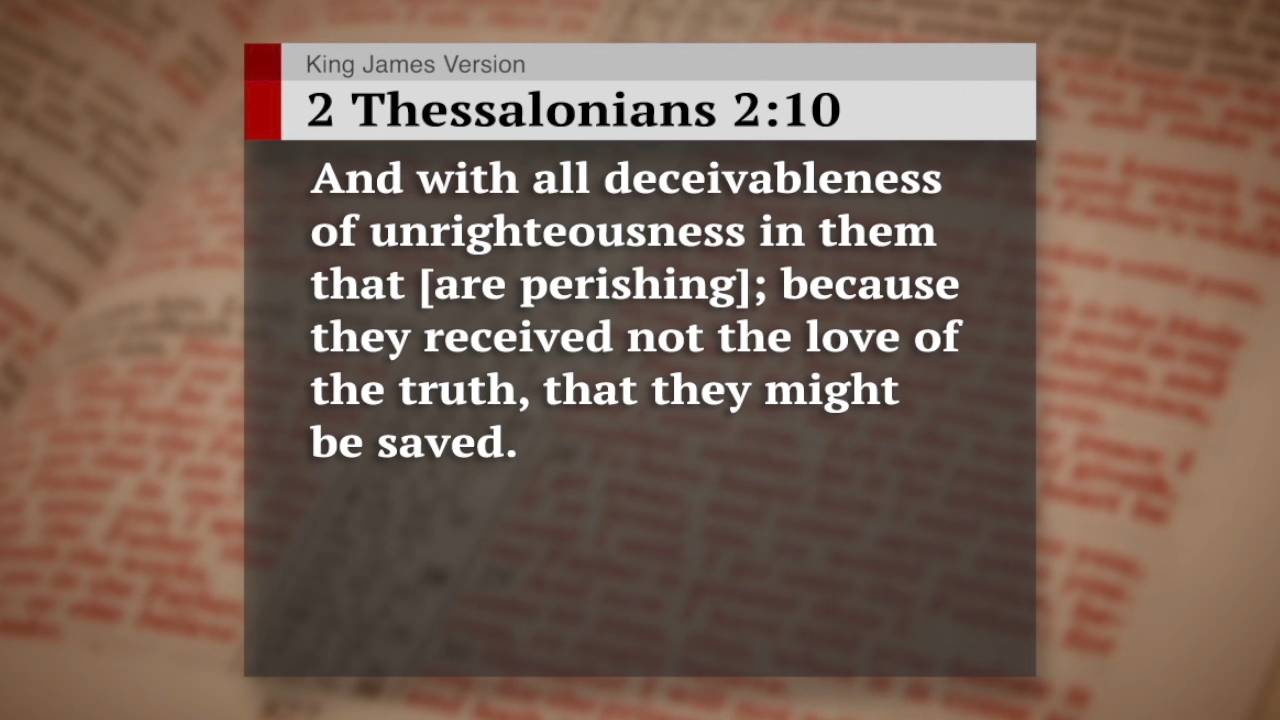 King James Version
2 Thessalonians 2:10
And with all deceivableness
of unrighteousness in them
that [are perishing]; because
they received not the love of
the truth, that they might
be saved.